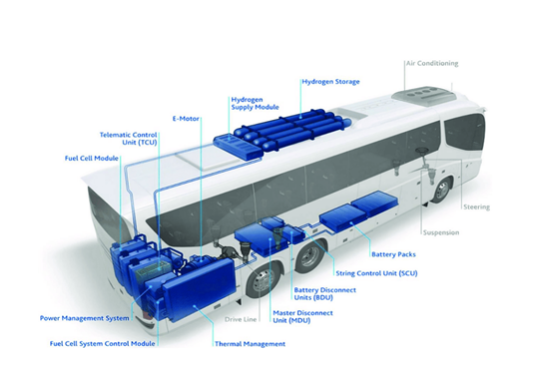 Air Conditioning
Hydrogen Storage
Hydrogen
Supply Module
E-Motor
Telematic Control
Unit (TCU)
Fuel Cell Module
Steering
Suspension
Battery Packs
String Control Unit (SCU)
Battery Disconnect
Units (BDU)
Master Disconnect
Unit (MDU)
Drive Line
Power Management System
Fuel Cell System Control Module
Thermal Management